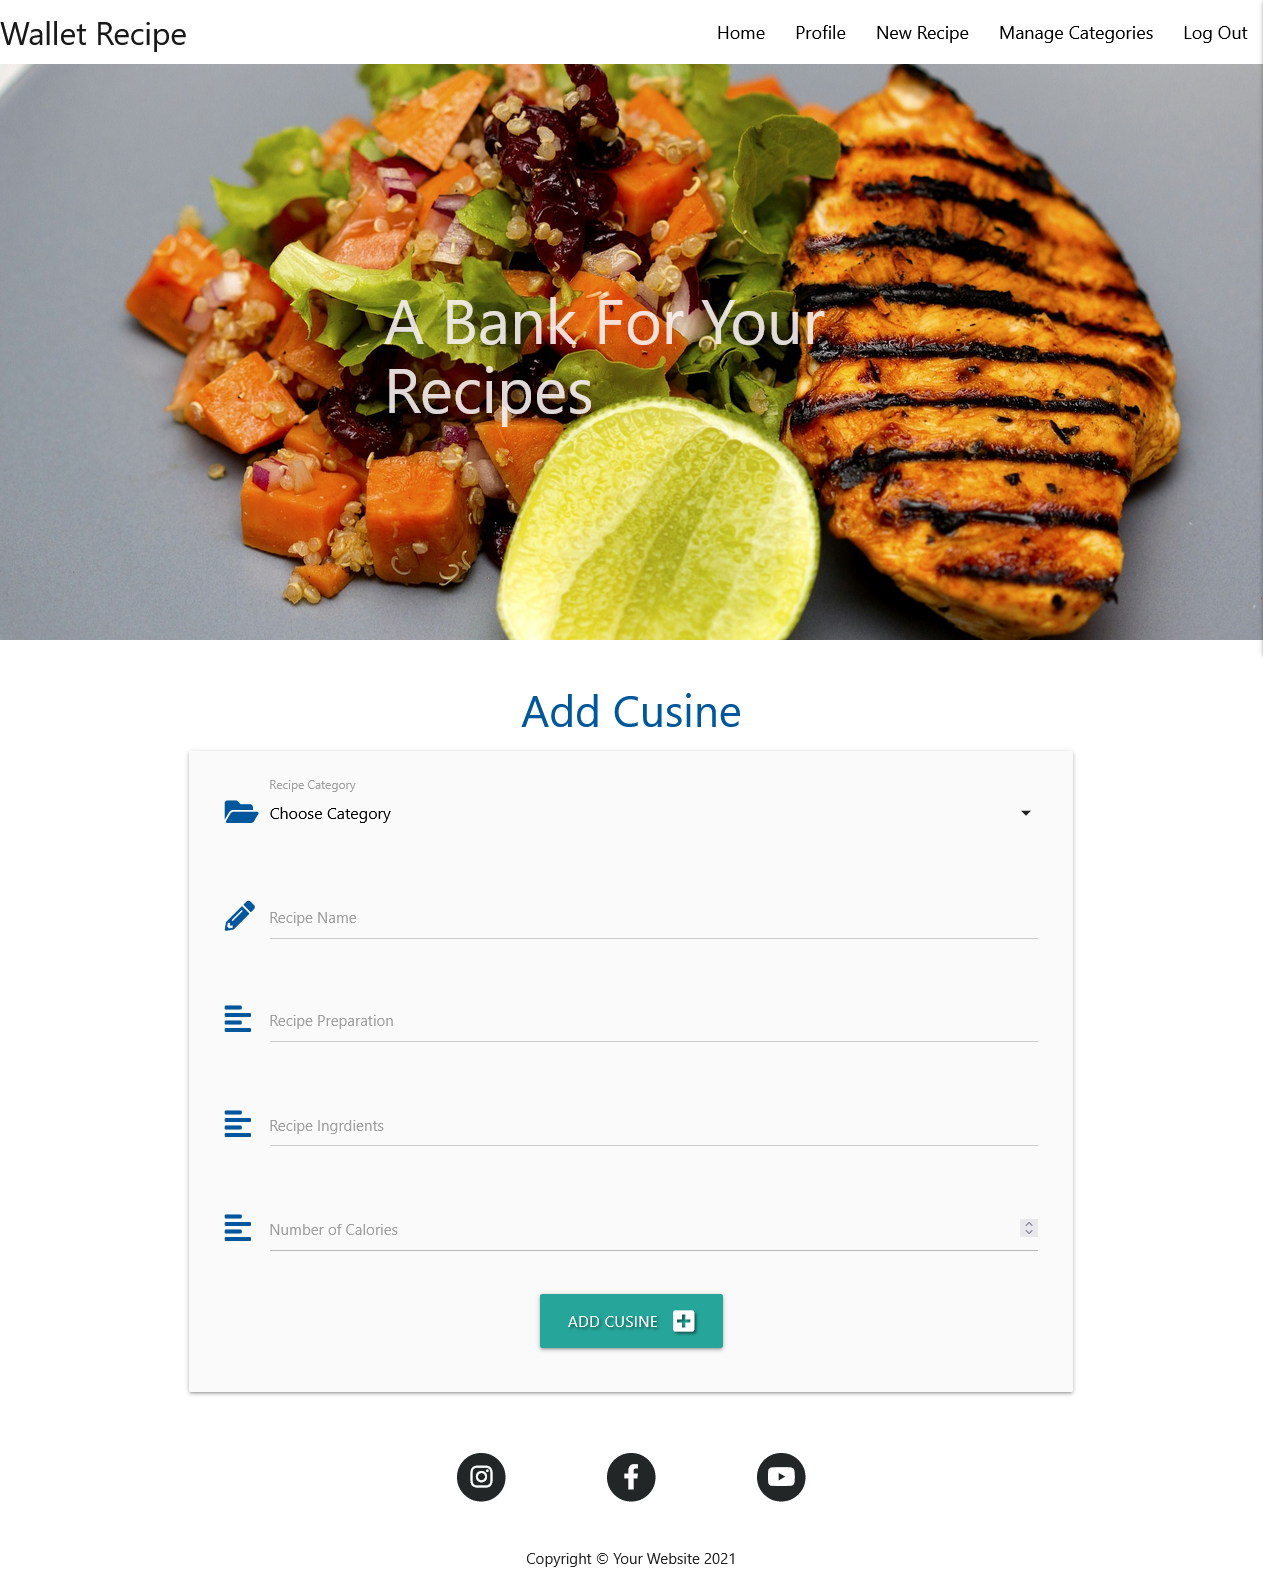 Wallet Recipe
Home Profile New Recipe Manage Categories Log Out
A Bank For Your
Recipes
Add Cusine
Recipe Category
Choose Category
Recipe Name
Recipe Preparation
Recipe Ingrdients
Number of Calories
ADD CUSINE
Copyright © Your Website 2021